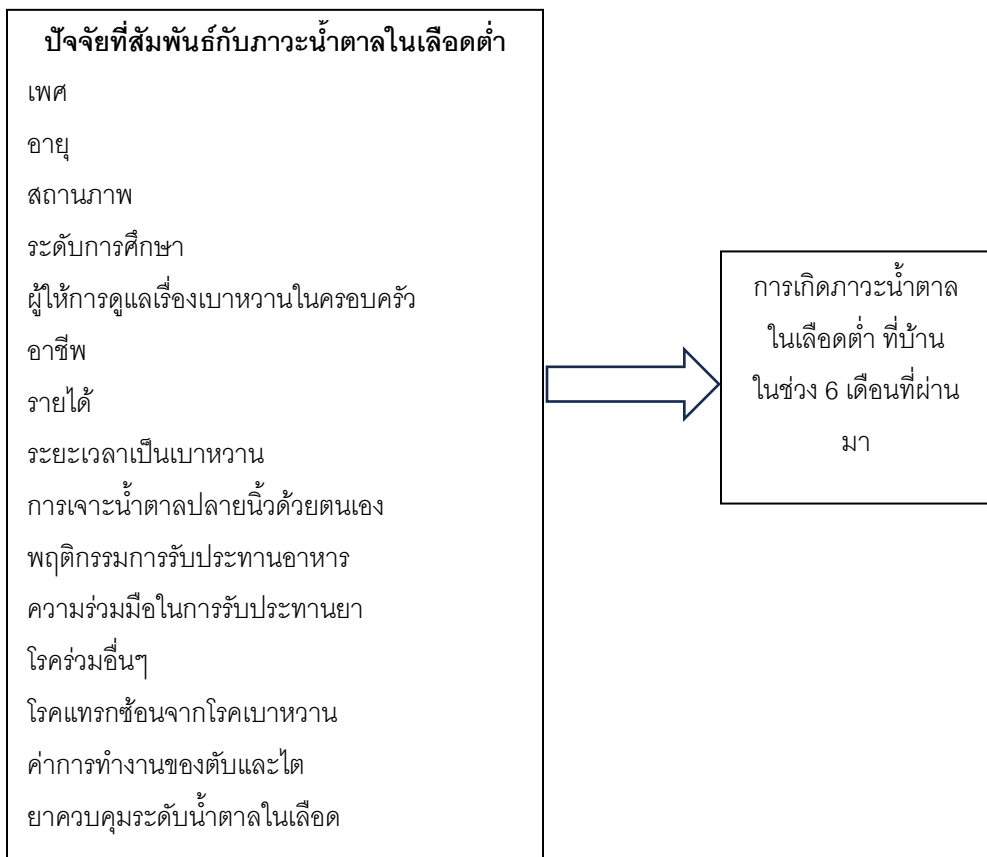 ปัจจัยที่สัมพันธ์กับภาวะน้ำตาลในเลือดต่ำ
เพศ
อายุ
สถานภาพ
ระดับการศึกษา
ผู้ให้การดูแลเรื่องเบาหวานในครอบครัว
อาชีพ
รายได้
ระยะเวลาเป็นเบาหวาน
การเจาะน้ำตาลปลายนิ้วด้วยตนเอง
พฤติกรรมการรับประทานอาหาร
ความร่วมมือในการรับประทานยา
โรคร่วมอื่นๆ
โรคแทรกซ้อนจากโรคเบาหวาน
ค่าการทำงานของตับและไต
ยาควบคุมระดับน้ำตาลในเลือด
การเกิดภาวะน้ำตาล
ในเลือดต่ำ ที่บ้าน
ในช่วง 6 เดือนที่ผ่าน
มา